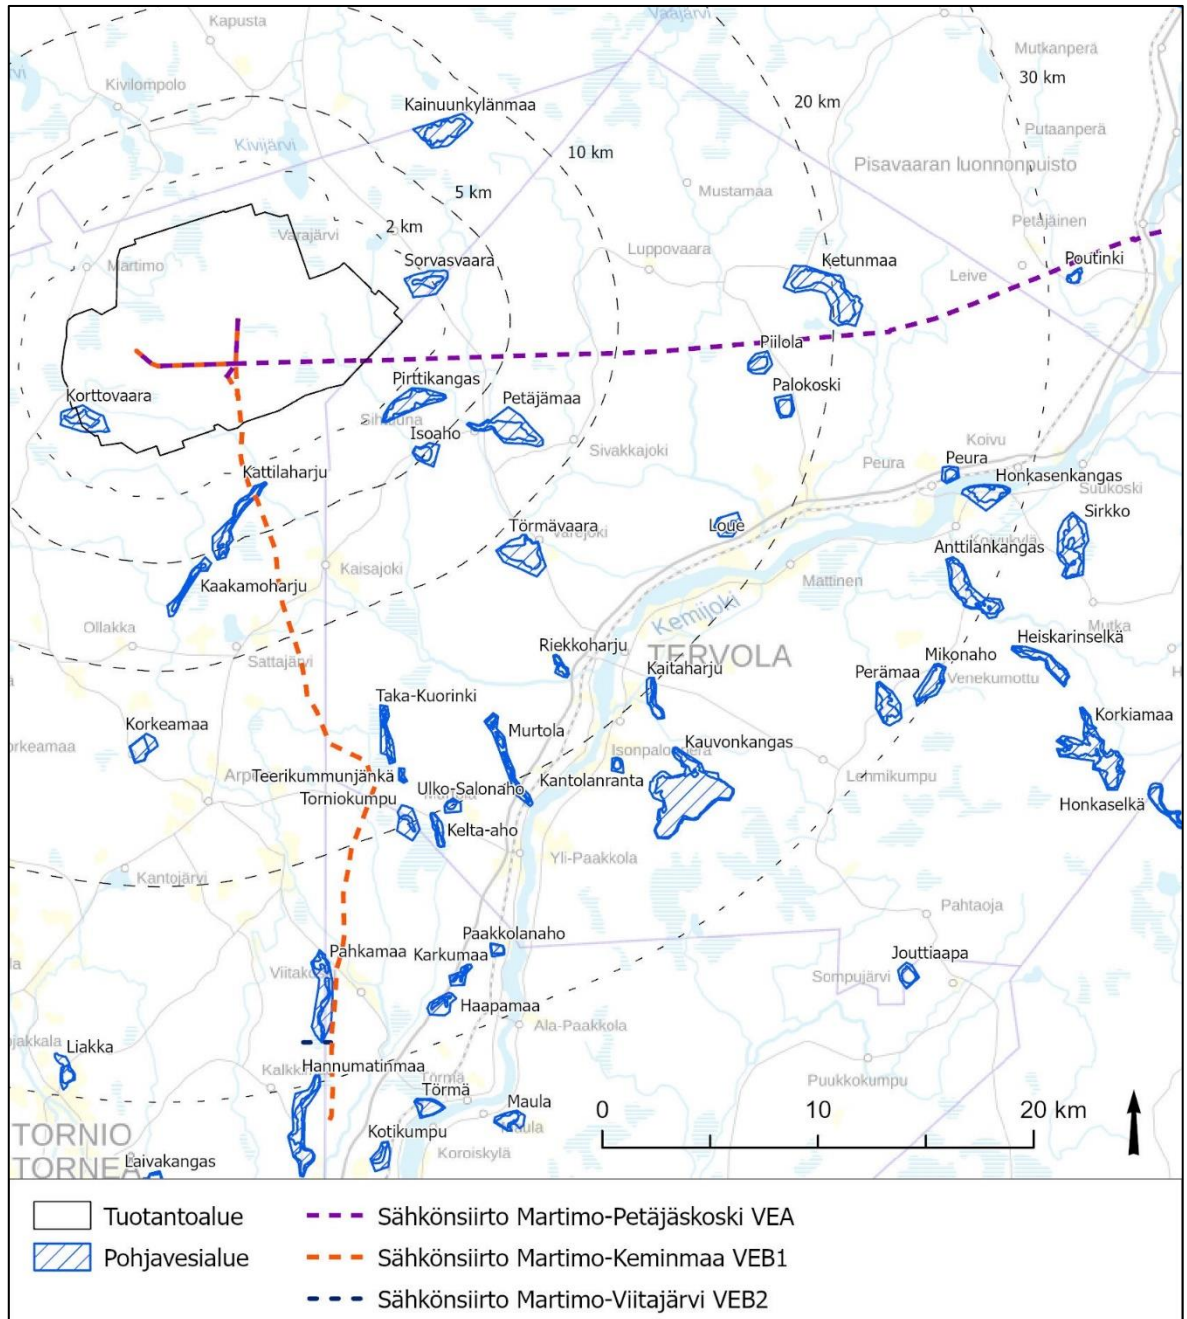 Kapusta
Vaajärvi
Mutkanperä
30 km
Kivilompolo
20 km
Kainuunkylänmaa
Putaanperä
Kivijärvi
10 km
Pisavaaran luonnonpuisto
5 km
Mustamaa
2 km
Petäjäinen
Varajärvi
Luppovaara
Martimo
Sorvasvaara
Ketunmaa
Leive
Poutinki
Piilola
Pirttikangas
Palokoski
Korttovaara
Petäjämaa
Isoaho
Sivakkajoki
Koivu
Peura
Peura
Kattilaharju
Honkasenkangas
Suukoski
Sirkko
Törmävaara
Varejoki
Loue
Koivukylä
Anttilankangas
Kaisajoki
Mattinen
Kaakamoharju
Kemijoki
Mutka
Ollakka
Sattajärvi
Riekkoharju
TERVOLA
Kaitaharju
Heiskarinselkä
Mikonaho
Perämaa
Venekumottu
Taka-Kuorinki
Korkeamaa
Murtola
Korkiamaa
Kauvonkangas
Teerikummunjänkä
Kantolanranta
Lehmikumpu
Ulko-Salonaho
Torniokumpu
Honkaselkä
Kelta-aho
Yli-Paakkola
Kantojärvi
Pahtaoja
Paakkolanaho
Pahkamaa
Karkumaa
Jouttiaapa
Sompujärvi
Haapamaa
Ala-Paakkola
Liakka
Hannumatinmaa
Törmä
Törmä
Puukkokumpu
Maula
Maula
0 10 20 km
TORNIO
TORNEÅ
Kotikumpu
Koroiskylä
Laivakangas
Tuotantoalue
Pohjavesialue
Sähkönsiirto Martimo-Petäjäskoski VEA
Sähkönsiirto Martimo-Keminmaa VEB1
Sähkönsiirto Martimo-Viitajärvi VEB2